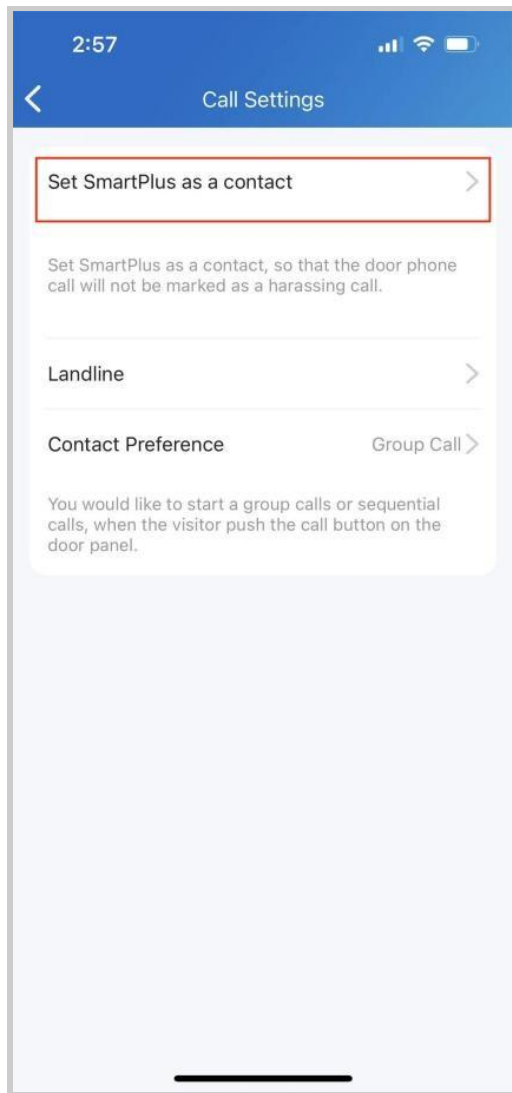 2:57
Call Settings
Set SmartPlus as a contact
Set SmartPlus as a contact, so that the door phone
call will not be marked as a harassing call.
Landline
Contact Preference Group Call
You would like to start a group calls or sequential
calls, when the visitor push the call button on the
door panel.